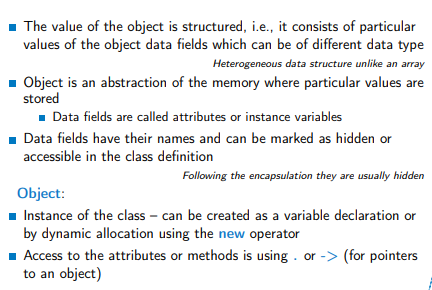 ■ The value of the object is structured, i.e., it consists of particular
values of the object data fields which can be of different data type
Heterogeneous data structure unlike an array
■ Object is an abstraction of the memory where particular values are
stored
■ Data fields are called attributes or instance variables
■ Data fields have their names and can be marked as hidden or
accessible in the class definition
Following the encapsulation they are usually hidden
Object:
■ Instance of the class – can be created as a variable declaration or
by dynamic allocation using the new operator
■ Access to the attributes or methods is using . or -> (for pointers
to an object)